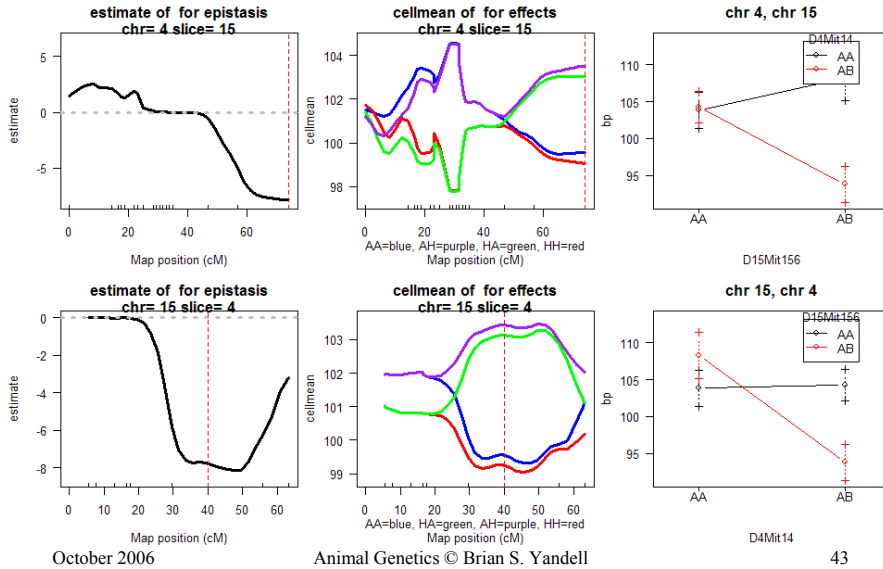 estimate of for epistasis
chr= 4 slice= 15
estimate
5
0
-5
0 20 40 60
Map position (cM)
cellmean of for effects
chr= 4 slice= 15
cellmean
104
102
100
98
0 20 40 60
AA=blue, AH=purple, HA=green, HH=red
Map position (cM)
chr 4, chr 15
D4Mit14
AA
AB
bp
110
105
100
95
AA AB
D15Mit156
estimate of for epistasis
chr= 15 slice= 4
estimate
0
-2
-4
-6
-8
0 10 20 30 40 50 60
Map position (cM)
cellmean of for effects
chr= 15 slice= 4
cellmean
103
102
101
100
99
0 10 20 30 40 50 60
AA=blue, HA=green, AH=purple, HH=red
Map position (cM)
chr 15, chr 4
D15Mit156
AA
AB
bp
110
105
100
95
AA AB
D4Mit14
October 2006 Animal Genetics © Brian S. Yandell 43